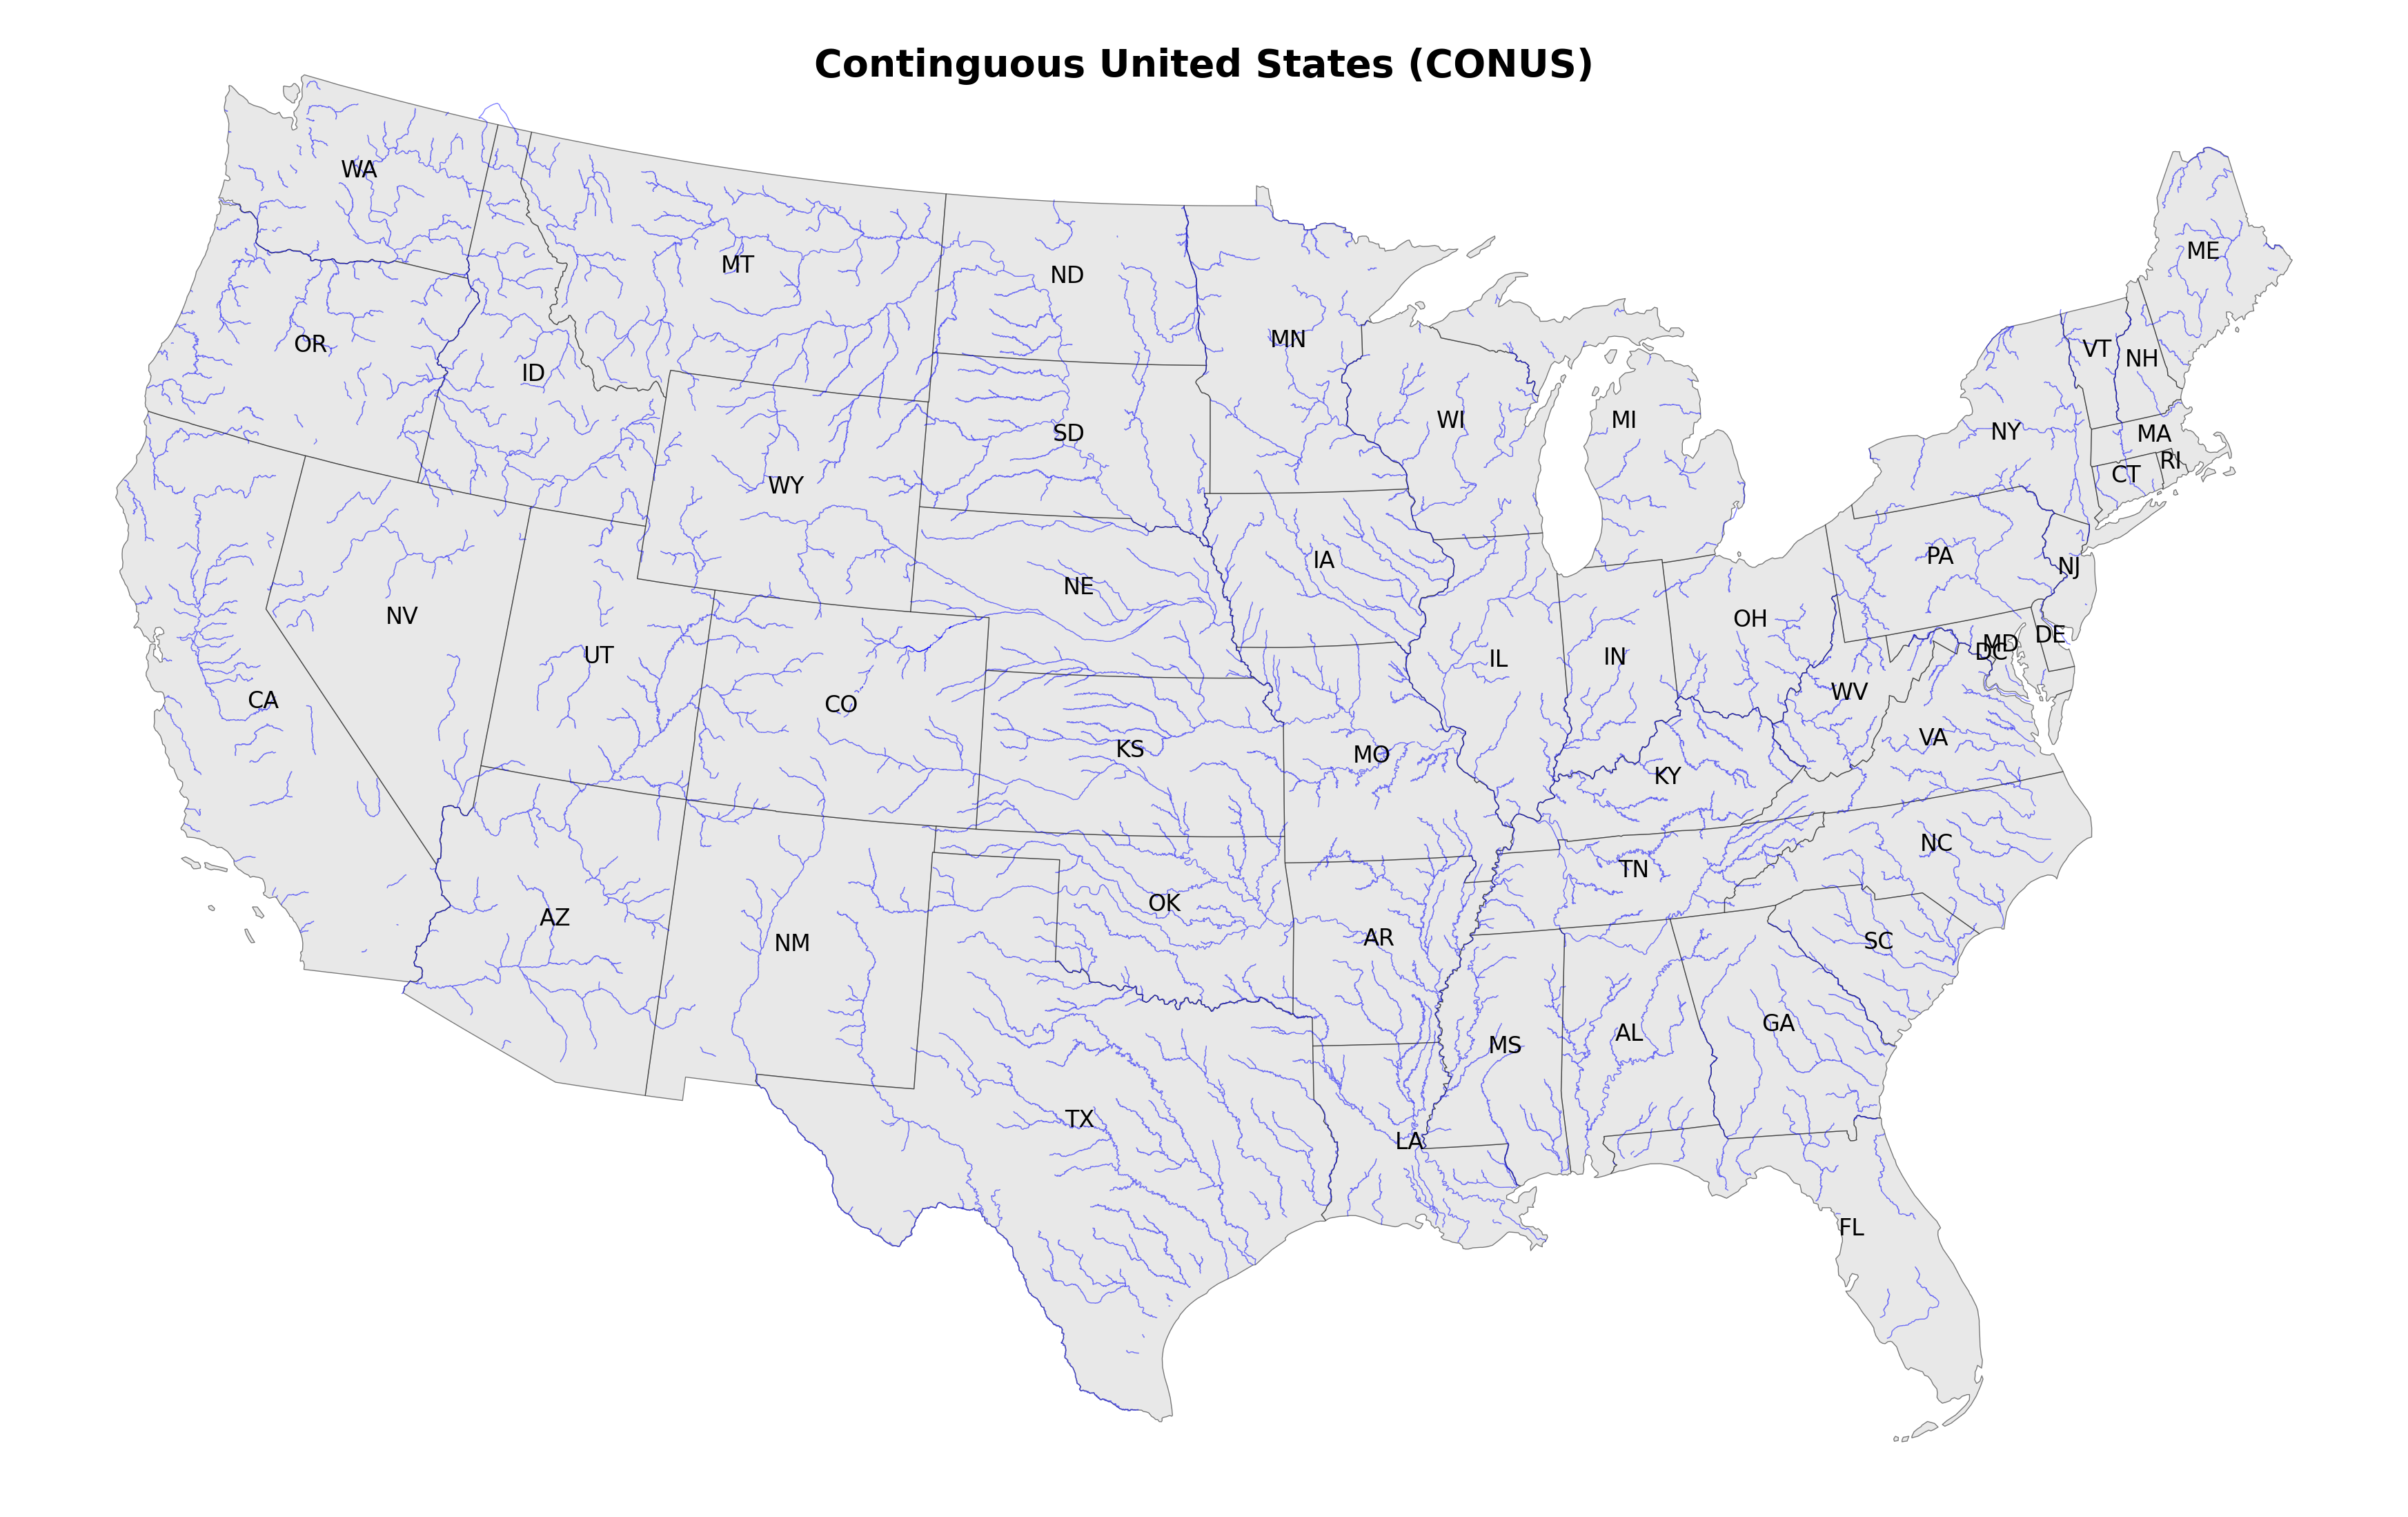 Continguous United States (CONUS)
WA
ME
MT
ND
MN
OR
VT
NH
ID
WI
MI
NY
SD
MA
RI
CT
WY
PA
IA
NJ
NE
NV
OH
DE
MD
DC
UT
IL
IN
WV
CA
CO
VA
KS
MO
KY
NC
TN
OK
AZ
AR
SC
NM
GA
AL
MS
TX
LA
FL